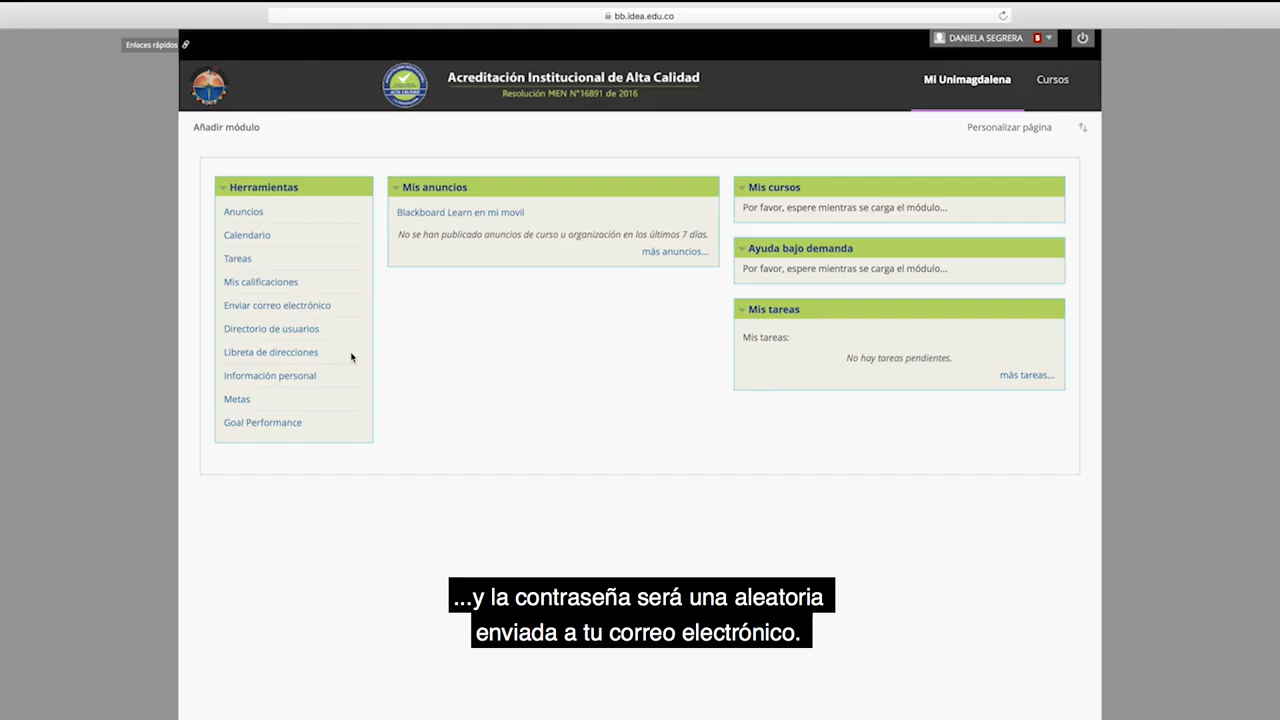 bb.idea.edu.co
Enlaces rápidos
DANIELA SEGRERA 5
Acreditación Institucional de Alta Calidad
Resolución MEN N°16891 de 2016
Mi Unimagdalena
Cursos
Añadir módulo
Personalizar página
Herramientas
Anuncios
Calendario
Tareas
Mis calificaciones
Enviar correo electrónico
Directorio de usuarios
Libreta de direcciones
Información personal
Metas
Goal Performance
Mis anuncios
Blackboard Learn en mi movil
No se han publicado anuncios de curso u organización en los últimos 7 días.
más anuncios...
Mis cursos
Por favor, espere mientras se carga el módulo...
Ayuda bajo demanda
Por favor, espere mientras se carga el módulo...
Mis tareas
Mis tareas:
No hay tareas pendientes.
más tareas...
...y la contraseña será una aleatoria
enviada a tu correo electrónico.